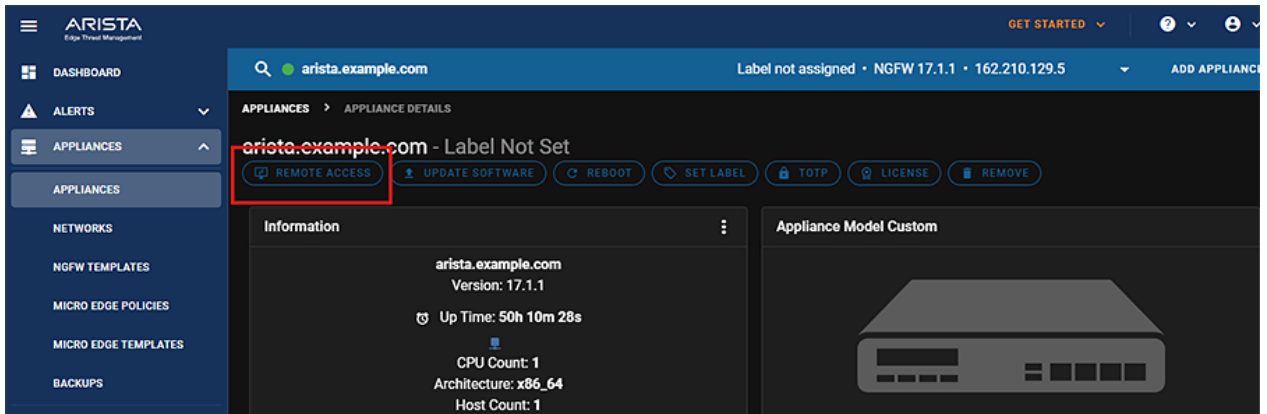 ARISTA
Edge Threat Management
GET STARTED
DASHBOARD
arista.example.com
Label not assigned • NGFW 17.1.1 • 162.210.129.5
ADD APPLIANC
ALERTS
APPLIANCES > APPLIANCE DETAILS
APPLIANCES
arista.example.com - Label Not Set
REMOTE ACCESS
UPDATE SOFTWARE
REBOOT
SET LABEL
TOTP
LICENSE
REMOVE
APPLIANCES
NETWORKS
NGFW TEMPLATES
MICRO EDGE POLICIES
MICRO EDGE TEMPLATES
BACKUPS
Information
arista.example.com
Version: 17.1.1
Up Time: 50h 10m 28s
CPU Count: 1
Architecture: x86_64
Host Count: 1
Appliance Model Custom